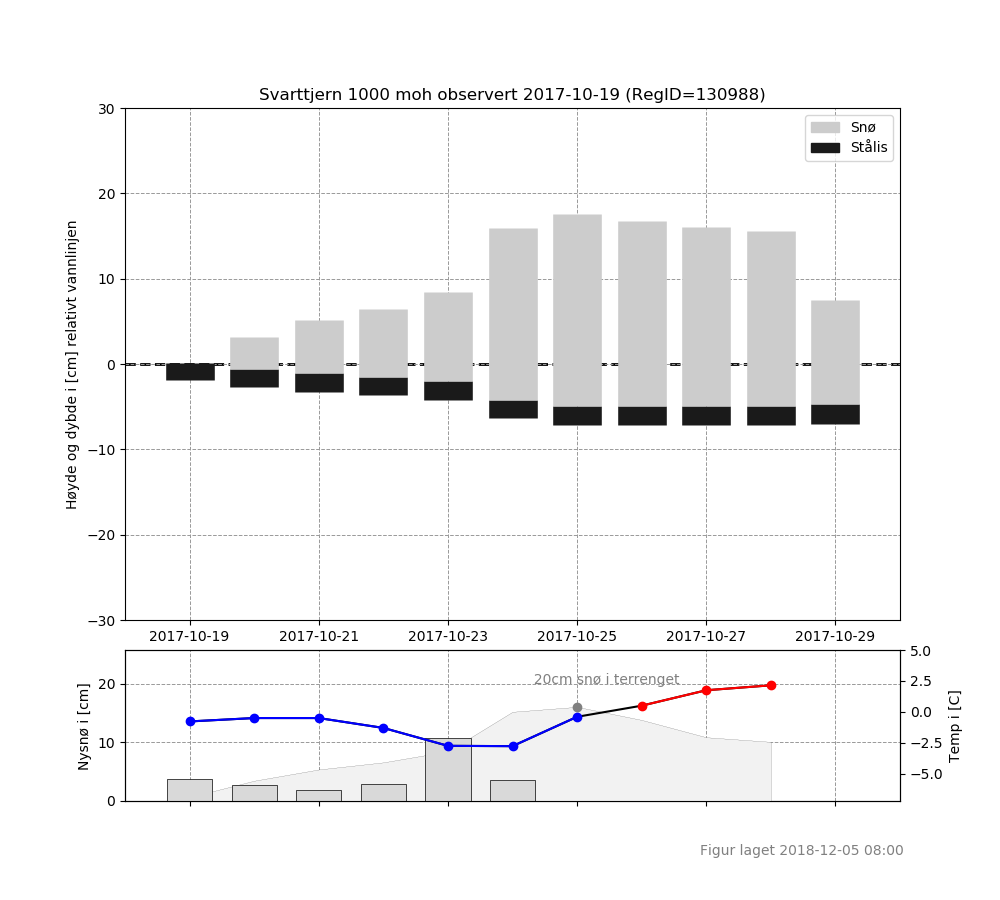 Svarttjern 1000 moh observert 2017-10-19 (RegID=130988)
Snø
Stålis
Høyde og dybde i [cm] relativt vannlinjen
30
20
10
0
−10
−20
−30
2017-10-19 2017-10-21 2017-10-23 2017-10-25 2017-10-27 2017-10-29
Nysnø i [cm]
20
10
0
20cm snø i terrenget
5.0
2.5
0.0
−2.5
−5.0
Temp i [C]
Figur laget 2018-12-05 08:00